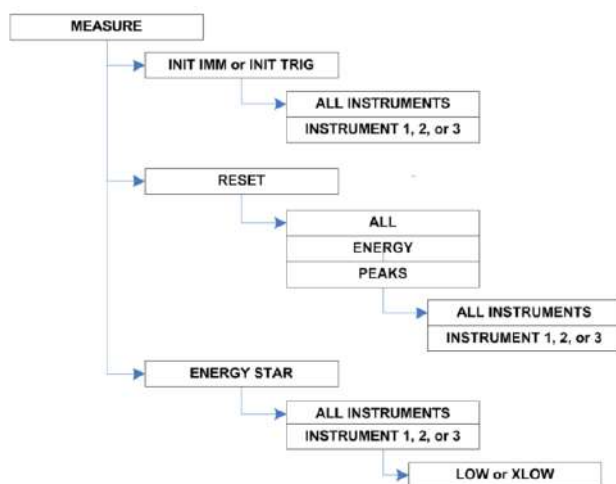 MEASURE
INIT IMM or INIT TRIG
ALL INSTRUMENTS
INSTRUMENT 1, 2, or 3
RESET
ALL
ENERGY
PEAKS
ALL INSTRUMENTS
INSTRUMENT 1, 2, or 3
ENERGY STAR
ALL INSTRUMENTS
INSTRUMENT 1, 2, or 3
LOW or XLOW